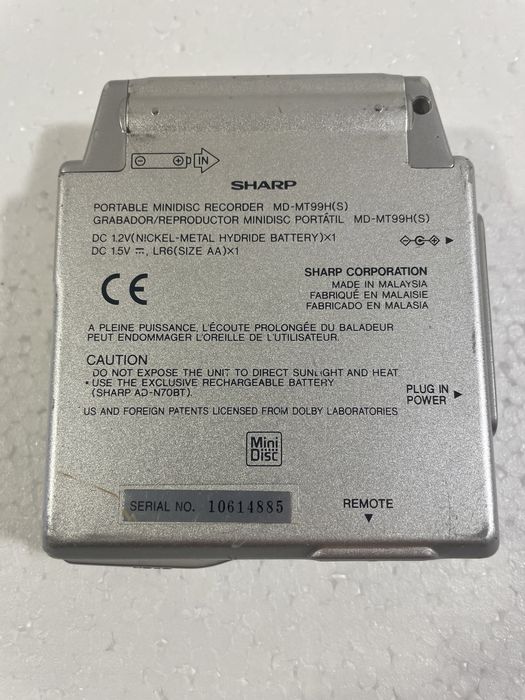 IN
SHARP
PORTABLE MINIDISC RECORDER MD-MT99H(S)
GRABADOR/REPRODUCTOR MINIDISC PORTÁTIL MD-MT99H(S)
DC 1.2V(NICKEL-METAL HYDRIDE BATTERY)×1
DC 1.5V ⎓, LR6(SIZE AA)×1
CE
SHARP CORPORATION
MADE IN MALAYSIA
FABRIQUÉ EN MALAISIE
FABRICADO EN MALASIA
A PLEINE PUISSANCE, L'ÉCOUTE PROLONGÉE DU BALADEUR
PEUT ENDOMMAGER L'OREILLE DE L'UTILISATEUR.
CAUTION
DO NOT EXPOSE THE UNIT TO DIRECT SUNLIGHT AND HEAT
• USE THE EXCLUSIVE RECHARGEABLE BATTERY
(SHARP AD-N70BT).
PLUG IN
POWER ▶
US AND FOREIGN PATENTS LICENSED FROM DOLBY LABORATORIES
Mini
Disc
SERIAL NO. 10614885
REMOTE
▼